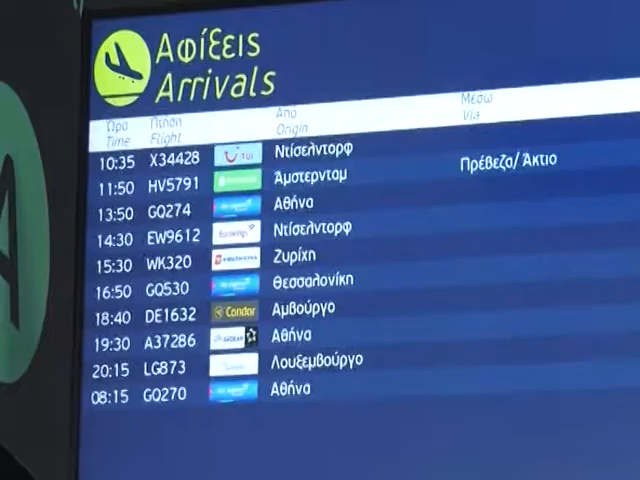 Αφίξεις
Arrivals
Ώρα Πτήση Από Μέσω
Time Flight Origin Via
10:35 X34428 TUI Ντίσελντορφ
11:50 HV5791 Άμστερνταμ Πρέβεζα/Άκτιο
13:50 GQ274 Αθήνα
14:30 EW9612 Eurowings Ντίσελντορφ
15:30 WK320 Ζυρίχη
16:50 GQ530 Θεσσαλονίκη
18:40 DE1632 Condor Αμβούργο
19:30 A37286 AEGEAN Αθήνα
20:15 LG873 Λουξεμβούργο
08:15 GQ270 Αθήνα
A